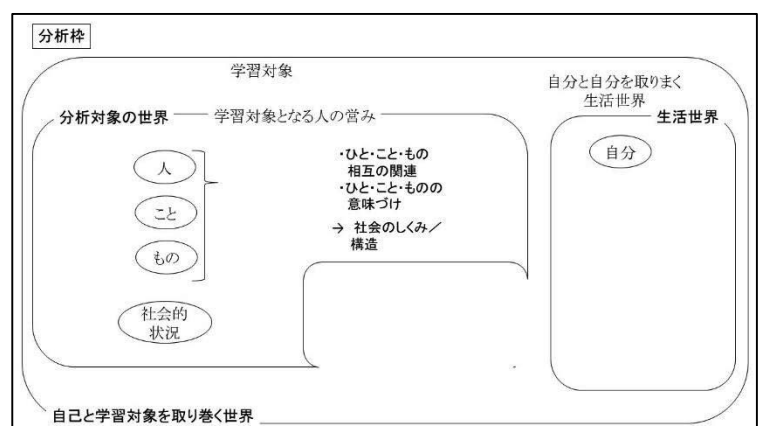 分析枠
学習対象
自分と自分を取りまく
生活世界
分析対象の世界
学習対象となる人の営み
生活世界
人
こと
もの
社会的
状況
・ひと・こと・もの
相互の関連
・ひと・こと・ものの
意味づけ
→ 社会のしくみ／
構造
自分
自己と学習対象を取り巻く世界